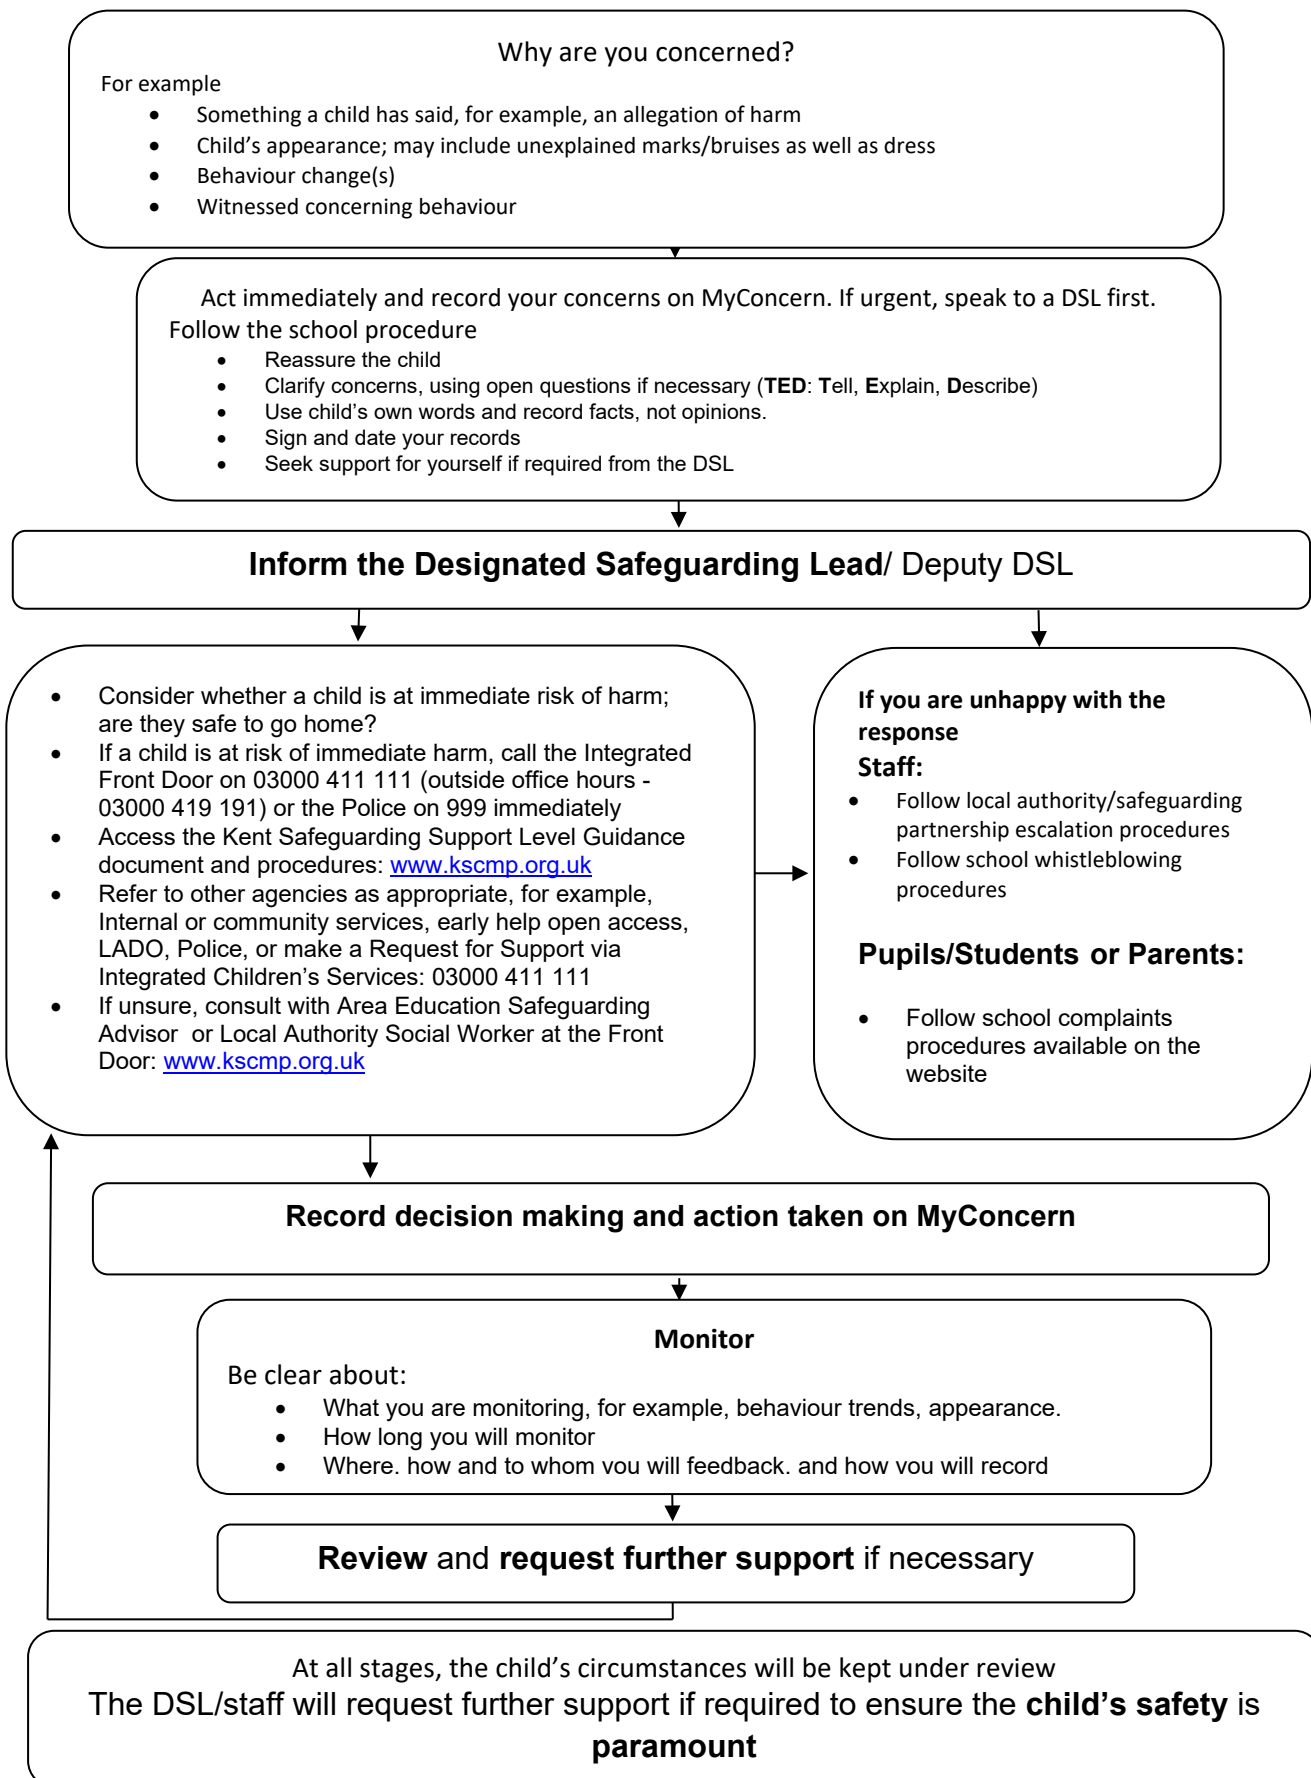 Why are you concerned?
For example
• Something a child has said, for example, an allegation of harm
• Child's appearance; may include unexplained marks/bruises as well as dress
• Behaviour change(s)
• Witnessed concerning behaviour
Act immediately and record your concerns on MyConcern. If urgent, speak to a DSL first.
Follow the school procedure
• Reassure the child
• Clarify concerns, using open questions if necessary (TED: Tell, Explain, Describe)
• Use child's own words and record facts, not opinions.
• Sign and date your records
• Seek support for yourself if required from the DSL
Inform the Designated Safeguarding Lead/ Deputy DSL
• Consider whether a child is at immediate risk of harm;
are they safe to go home?
• If a child is at risk of immediate harm, call the Integrated
Front Door on 03000 411 111 (outside office hours -
03000 419 191) or the Police on 999 immediately
• Access the Kent Safeguarding Support Level Guidance
document and procedures: www.kscmp.org.uk
• Refer to other agencies as appropriate, for example,
Internal or community services, early help open access,
LADO, Police, or make a Request for Support via
Integrated Children's Services: 03000 411 111
• If unsure, consult with Area Education Safeguarding
Advisor or Local Authority Social Worker at the Front
Door: www.kscmp.org.uk
If you are unhappy with the
response
Staff:
• Follow local authority/safeguarding
partnership escalation procedures
• Follow school whistleblowing
procedures
Pupils/Students or Parents:
• Follow school complaints
procedures available on the
website
Record decision making and action taken on MyConcern
Monitor
Be clear about:
• What you are monitoring, for example, behaviour trends, appearance.
• How long you will monitor
• Where, how and to whom you will feedback, and how you will record
Review and request further support if necessary
At all stages, the child's circumstances will be kept under review
The DSL/staff will request further support if required to ensure the child's safety is
paramount